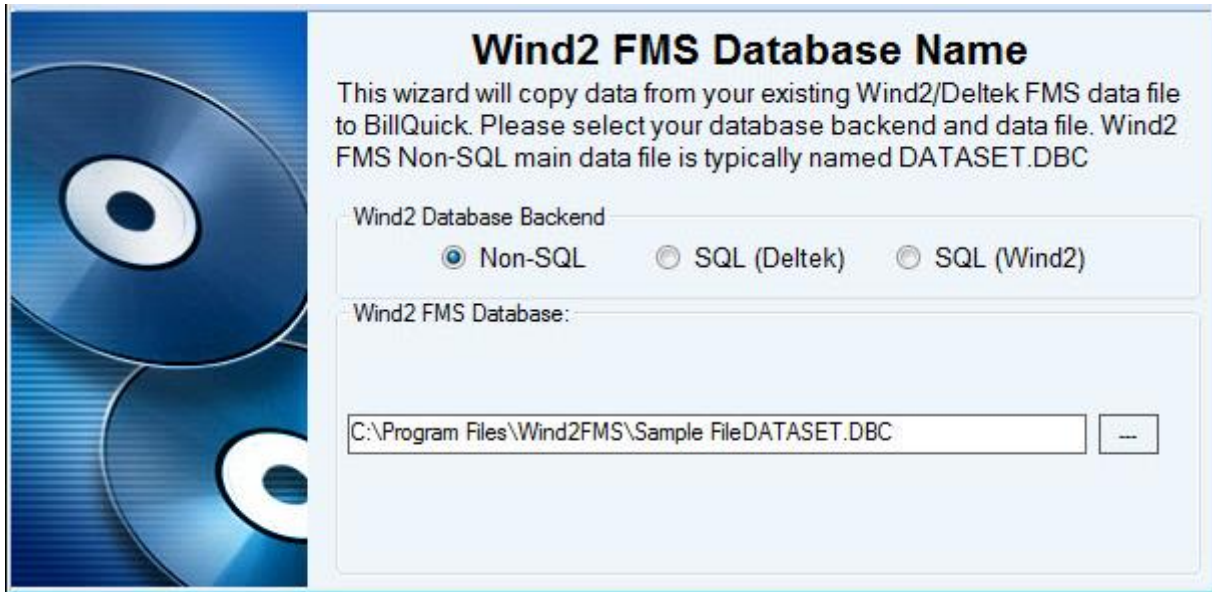 Wind2 FMS Database Name
This wizard will copy data from your existing Wind2/Deltek FMS data file
to BillQuick. Please select your database backend and data file. Wind2
FMS Non-SQL main data file is typically named DATASET.DBC
Wind2 Database Backend
Non-SQL SQL (Deltek) SQL (Wind2)
Wind2 FMS Database:
C:\Program Files\Wind2FMS\Sample FileDATASET.DBC ---